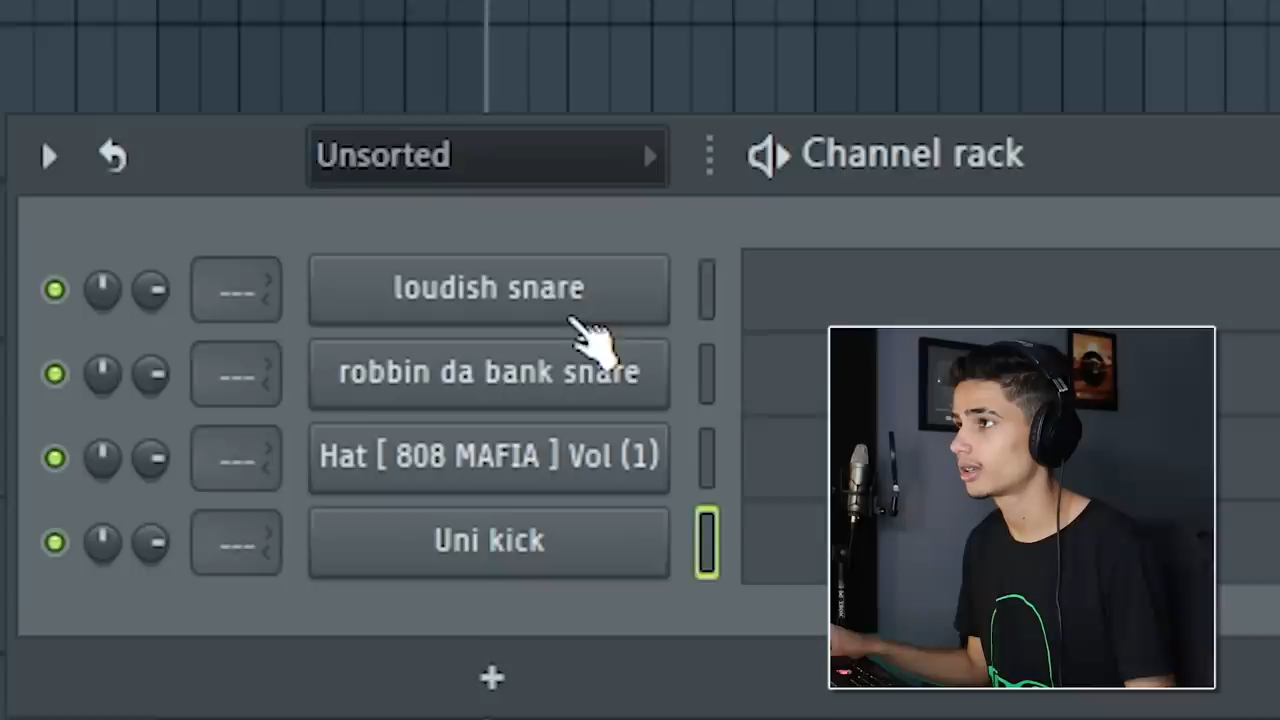 Unsorted
Channel rack
---
loudish snare
---
robbin da bank snare
---
Hat [ 808 MAFIA ] Vol (1)
---
Uni kick
+